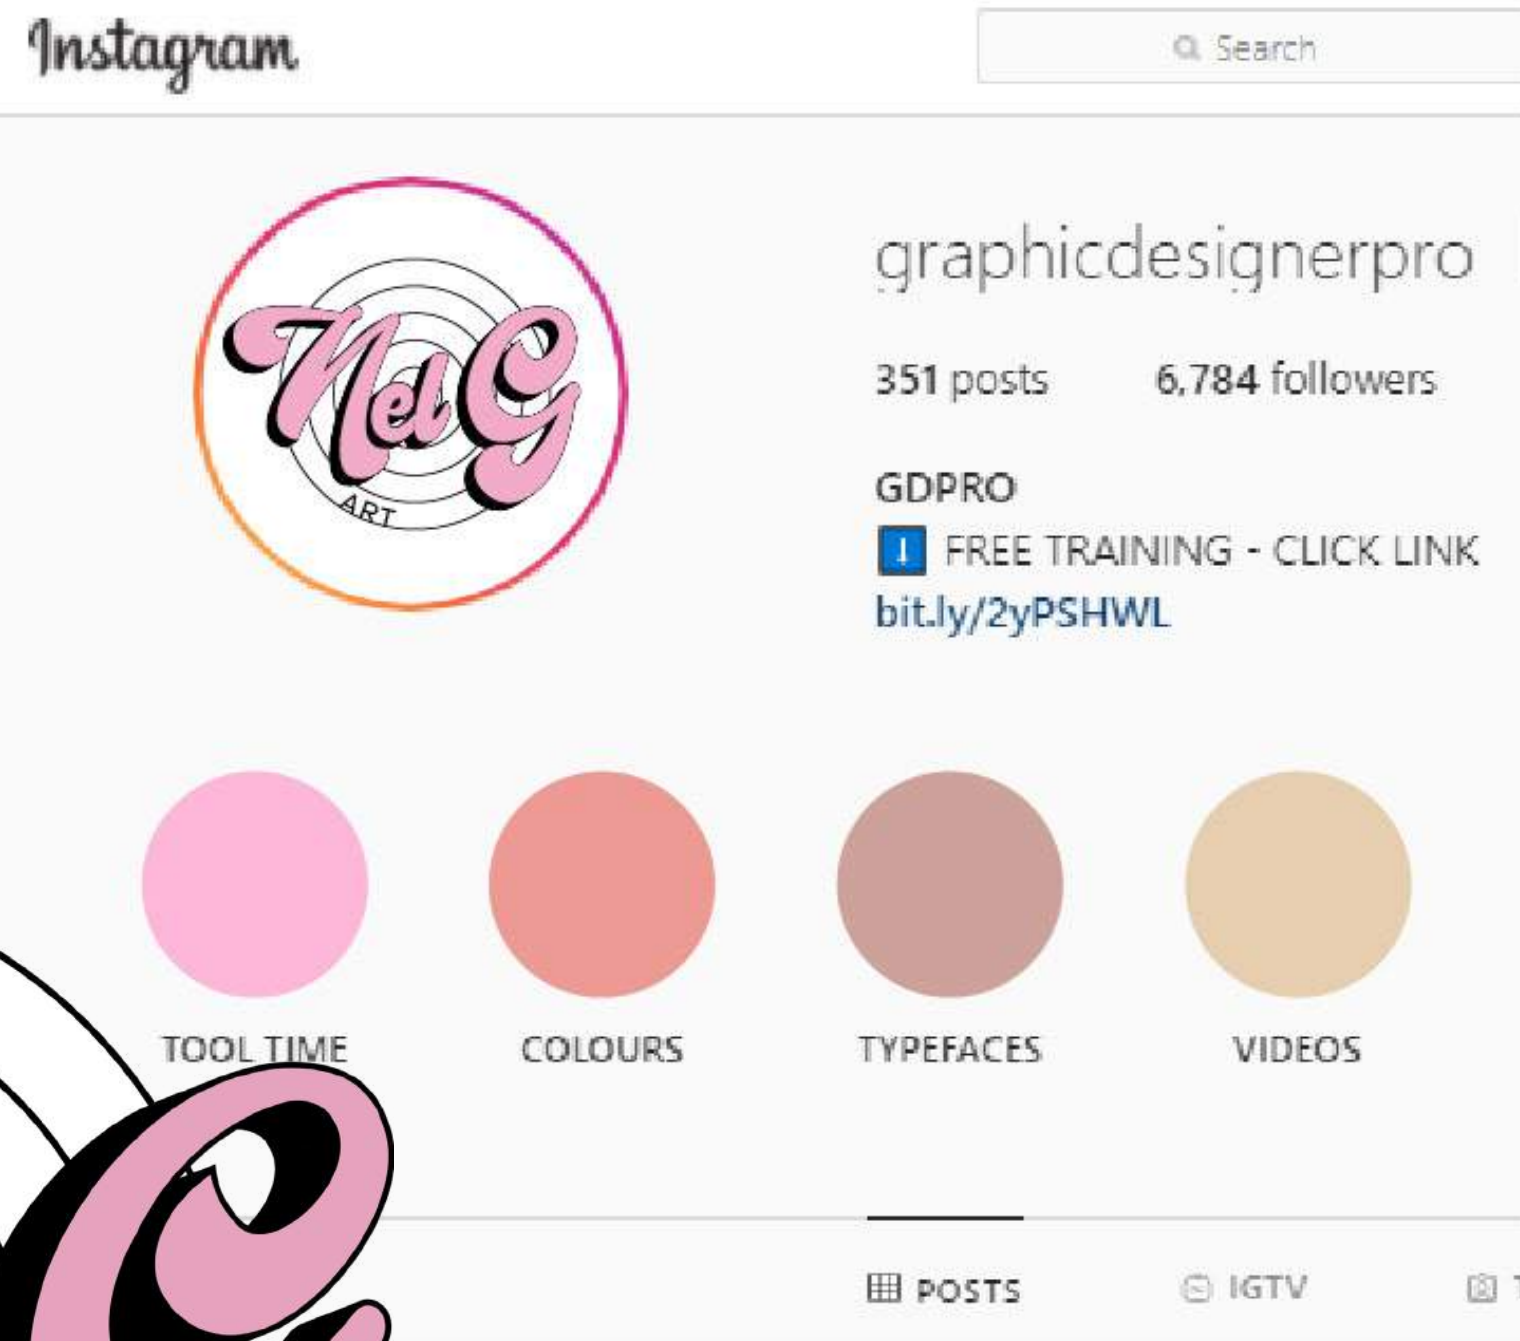 Instagram
Search
Nel G
ART
graphicdesignerpro
351 posts 6,784 followers
GDPRO
FREE TRAINING - CLICK LINK
bit.ly/2yPSHWL
TOOL TIME COLOURS TYPEFACES VIDEOS
POSTS IGTV